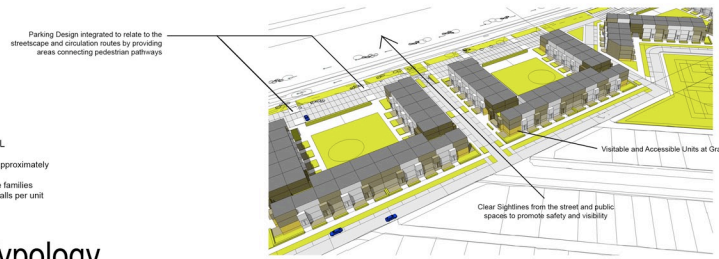 Parking Design integrated to relate to the
streetscape and circulation routes by providing
areas connecting pedestrian pathways
L
pproximately
families
alls per unit
Visitable and Accessible Units at Gra
Clear Sightlines from the street and public
spaces to promote safety and visibility
ypology